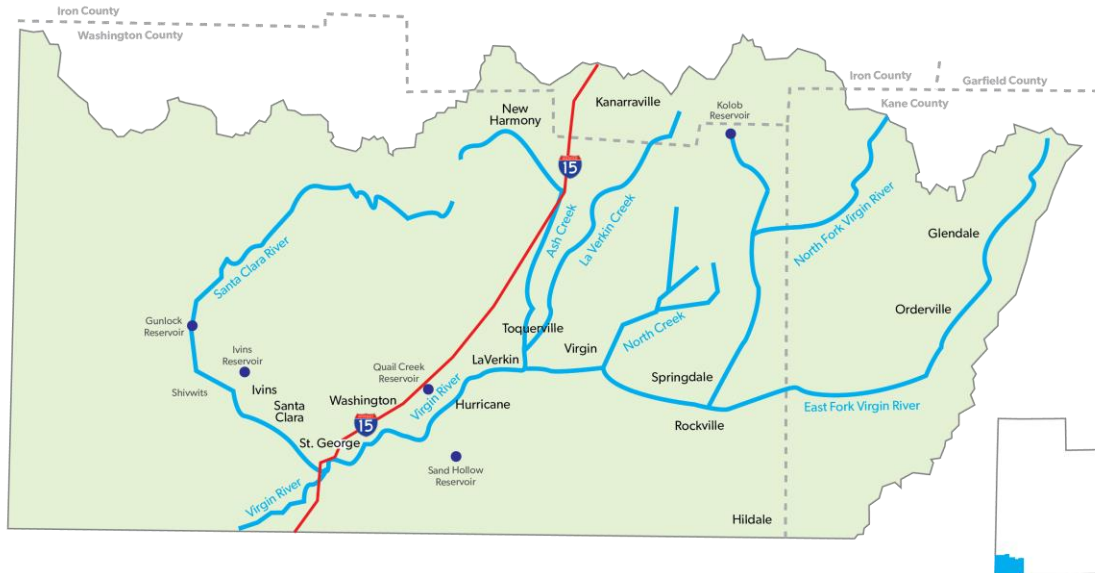 Iron County
Washington County
Iron County
Garfield County
Kane County
New
Harmony
Kanarraville
Kolob
Reservoir
15
Ash Creek
La Verkin Creek
North Fork Virgin River
Glendale
Santa Clara River
Gunlock
Reservoir
Orderville
Toquerville
North Creek
Ivins
Reservoir
Virgin
LaVerkin
Quail Creek
Reservoir
Springdale
Shivwits
Ivins
Santa
Clara
Washington
Virgin River
Hurricane
East Fork Virgin River
Rockville
15
St. George
Sand Hollow
Reservoir
Virgin River
Hildale